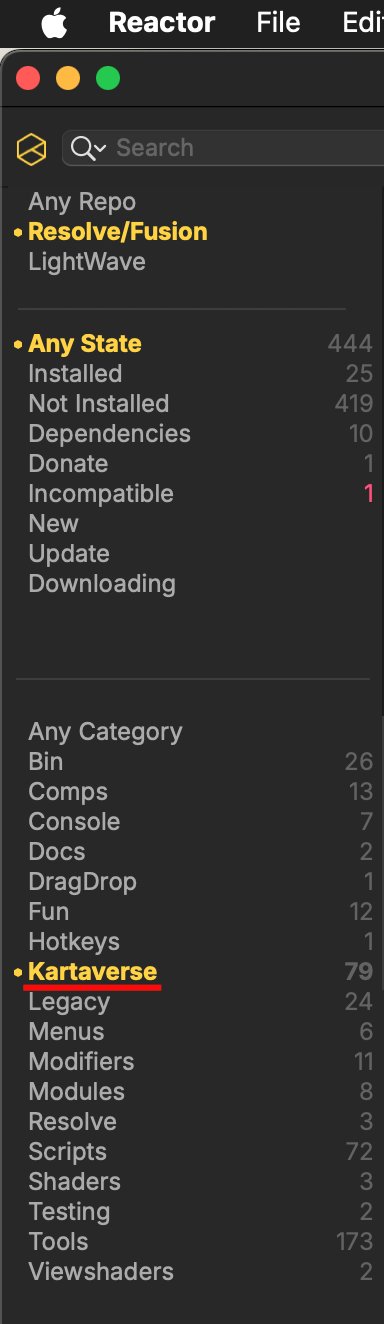 Reactor File Edi
Search
Any Repo
Resolve/Fusion
LightWave
Any State 444
Installed 25
Not Installed 419
Dependencies 10
Donate 1
Incompatible 1
New
Update
Downloading
Any Category
Bin 26
Comps 13
Console 7
Docs 2
DragDrop 1
Fun 12
Hotkeys 1
Kartaverse 79
Legacy 24
Menus 6
Modifiers 11
Modules 8
Resolve 3
Scripts 72
Shaders 3
Testing 2
Tools 173
Viewshaders 2